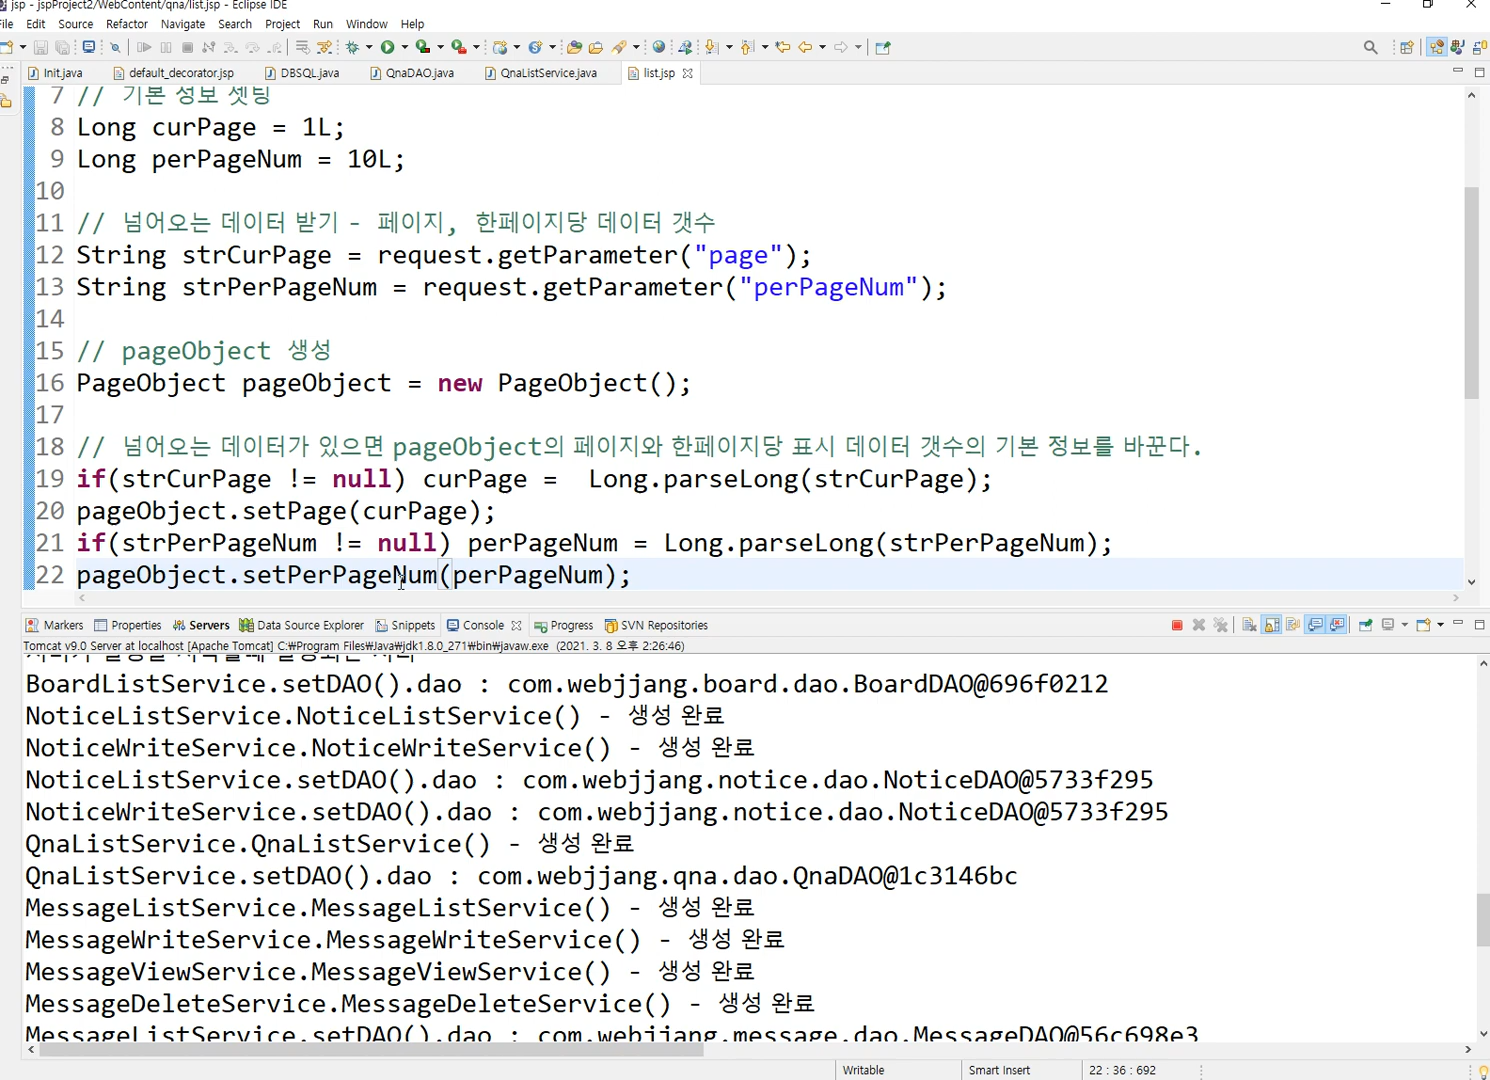 jsp - jspProject2/WebContent/qna/list.jsp - Eclipse IDE
File Edit Source Refactor Navigate Search Project Run Window Help
Init.java default_decorator.jsp DBSQL.java QnaDAO.java QnaListService.java list.jsp
7 // 기본 정보 셋팅
8 Long curPage = 1L;
9 Long perPageNum = 10L;
10
11 // 넘어오는 데이터 받기 - 페이지, 한페이지당 데이터 갯수
12 String strCurPage = request.getParameter("page");
13 String strPerPageNum = request.getParameter("perPageNum");
14
15 // pageObject 생성
16 PageObject pageObject = new PageObject();
17
18 // 넘어오는 데이터가 있으면 pageObject의 페이지와 한페이지당 표시 데이터 갯수의 기본 정보를 바꾼다.
19 if(strCurPage != null) curPage =  Long.parseLong(strCurPage);
20 pageObject.setPage(curPage);
21 if(strPerPageNum != null) perPageNum = Long.parseLong(strPerPageNum);
22 pageObject.setPerPageNum(perPageNum);
Markers Properties Servers Data Source Explorer Snippets Console Progress SVN Repositories
Tomcat v9.0 Server at localhost [Apache Tomcat] C:₩Program Files₩Java₩jdk1.8.0_271₩bin₩javaw.exe (2021. 3. 8 오후 2:26:46)
BoardListService.setDAO().dao : com.webjjang.board.dao.BoardDAO@696f0212
NoticeListService.NoticeListService() - 생성 완료
NoticeWriteService.NoticeWriteService() - 생성 완료
NoticeListService.setDAO().dao : com.webjjang.notice.dao.NoticeDAO@5733f295
NoticeWriteService.setDAO().dao : com.webjjang.notice.dao.NoticeDAO@5733f295
QnaListService.QnaListService() - 생성 완료
QnaListService.setDAO().dao : com.webjjang.qna.dao.QnaDAO@1c3146bc
MessageListService.MessageListService() - 생성 완료
MessageWriteService.MessageWriteService() - 생성 완료
MessageViewService.MessageViewService() - 생성 완료
MessageDeleteService.MessageDeleteService() - 생성 완료
MessageListService.setDAO().dao : com.webjjang.message.dao.MessageDAO@56c698e3
Writable Smart Insert 22 : 36 : 692